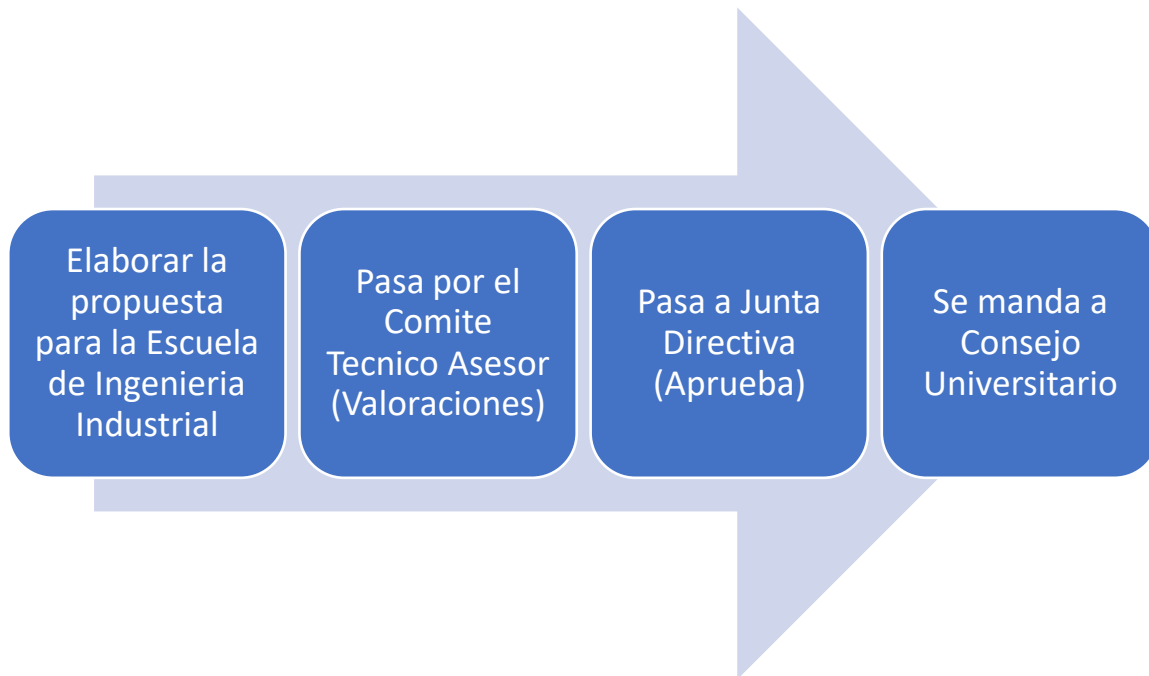 Elaborar la
propuesta
para la Escuela
de Ingenieria
Industrial
Pasa por el
Comite
Tecnico Asesor
(Valoraciones)
Pasa a Junta
Directiva
(Aprueba)
Se manda a
Consejo
Universitario